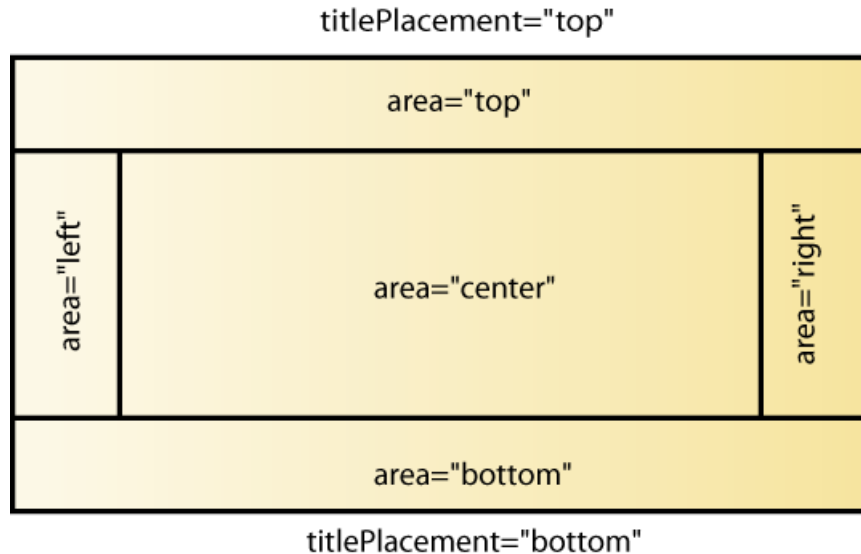 titlePlacement="top"
area="top"
area="left"
area="center"
area="right"
area="bottom"
titlePlacement="bottom"